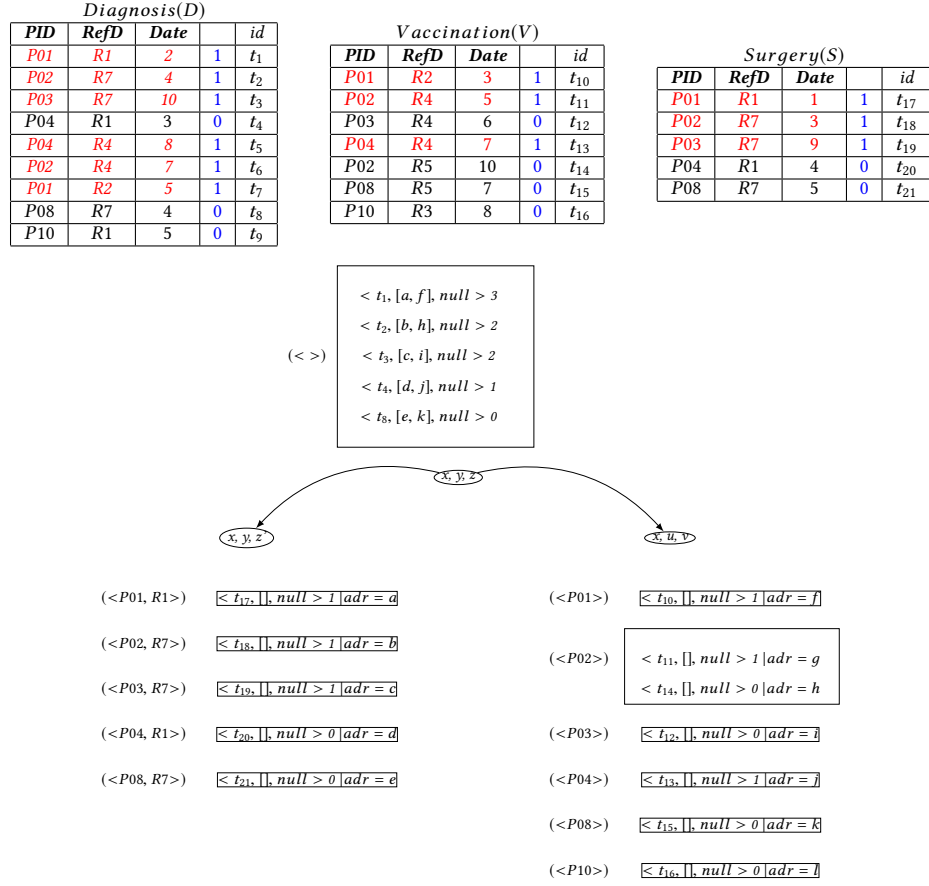 Diagnosis(D)
PID RefD Date id
P01 R1 2 1 t1
P02 R7 4 1 t2
P03 R7 10 1 t3
P04 R1 3 0 t4
P04 R4 8 1 t5
P02 R4 7 1 t6
P01 R2 5 1 t7
P08 R7 4 0 t8
P10 R1 5 0 t9
Vaccination(V)
PID RefD Date id
P01 R2 3 1 t10
P02 R4 5 1 t11
P03 R4 6 0 t12
P04 R4 7 1 t13
P02 R5 10 0 t14
P08 R5 7 0 t15
P10 R3 8 0 t16
Surgery(S)
PID RefD Date id
P01 R1 1 1 t17
P02 R7 3 1 t18
P03 R7 9 1 t19
P04 R1 4 0 t20
P08 R7 5 0 t21
(< >)
< t1, [a, f], null > 3
< t2, [b, h], null > 2
< t3, [c, i], null > 2
< t4, [d, j], null > 1
< t8, [e, k], null > 0
x, y, z
x, y, z'
x, u, v
(<P01, R1>) < t17, [], null > 1 |adr = a
(<P02, R7>) < t18, [], null > 1 |adr = b
(<P03, R7>) < t19, [], null > 1 |adr = c
(<P04, R1>) < t20, [], null > 0 |adr = d
(<P08, R7>) < t21, [], null > 0 |adr = e
(<P01>) < t10, [], null > 1 |adr = f
(<P02>) < t11, [], null > 1 |adr = g
< t14, [], null > 0 |adr = h
(<P03>) < t12, [], null > 0 |adr = i
(<P04>) < t13, [], null > 1 |adr = j
(<P08>) < t15, [], null > 0 |adr = k
(<P10>) < t16, [], null > 0 |adr = l